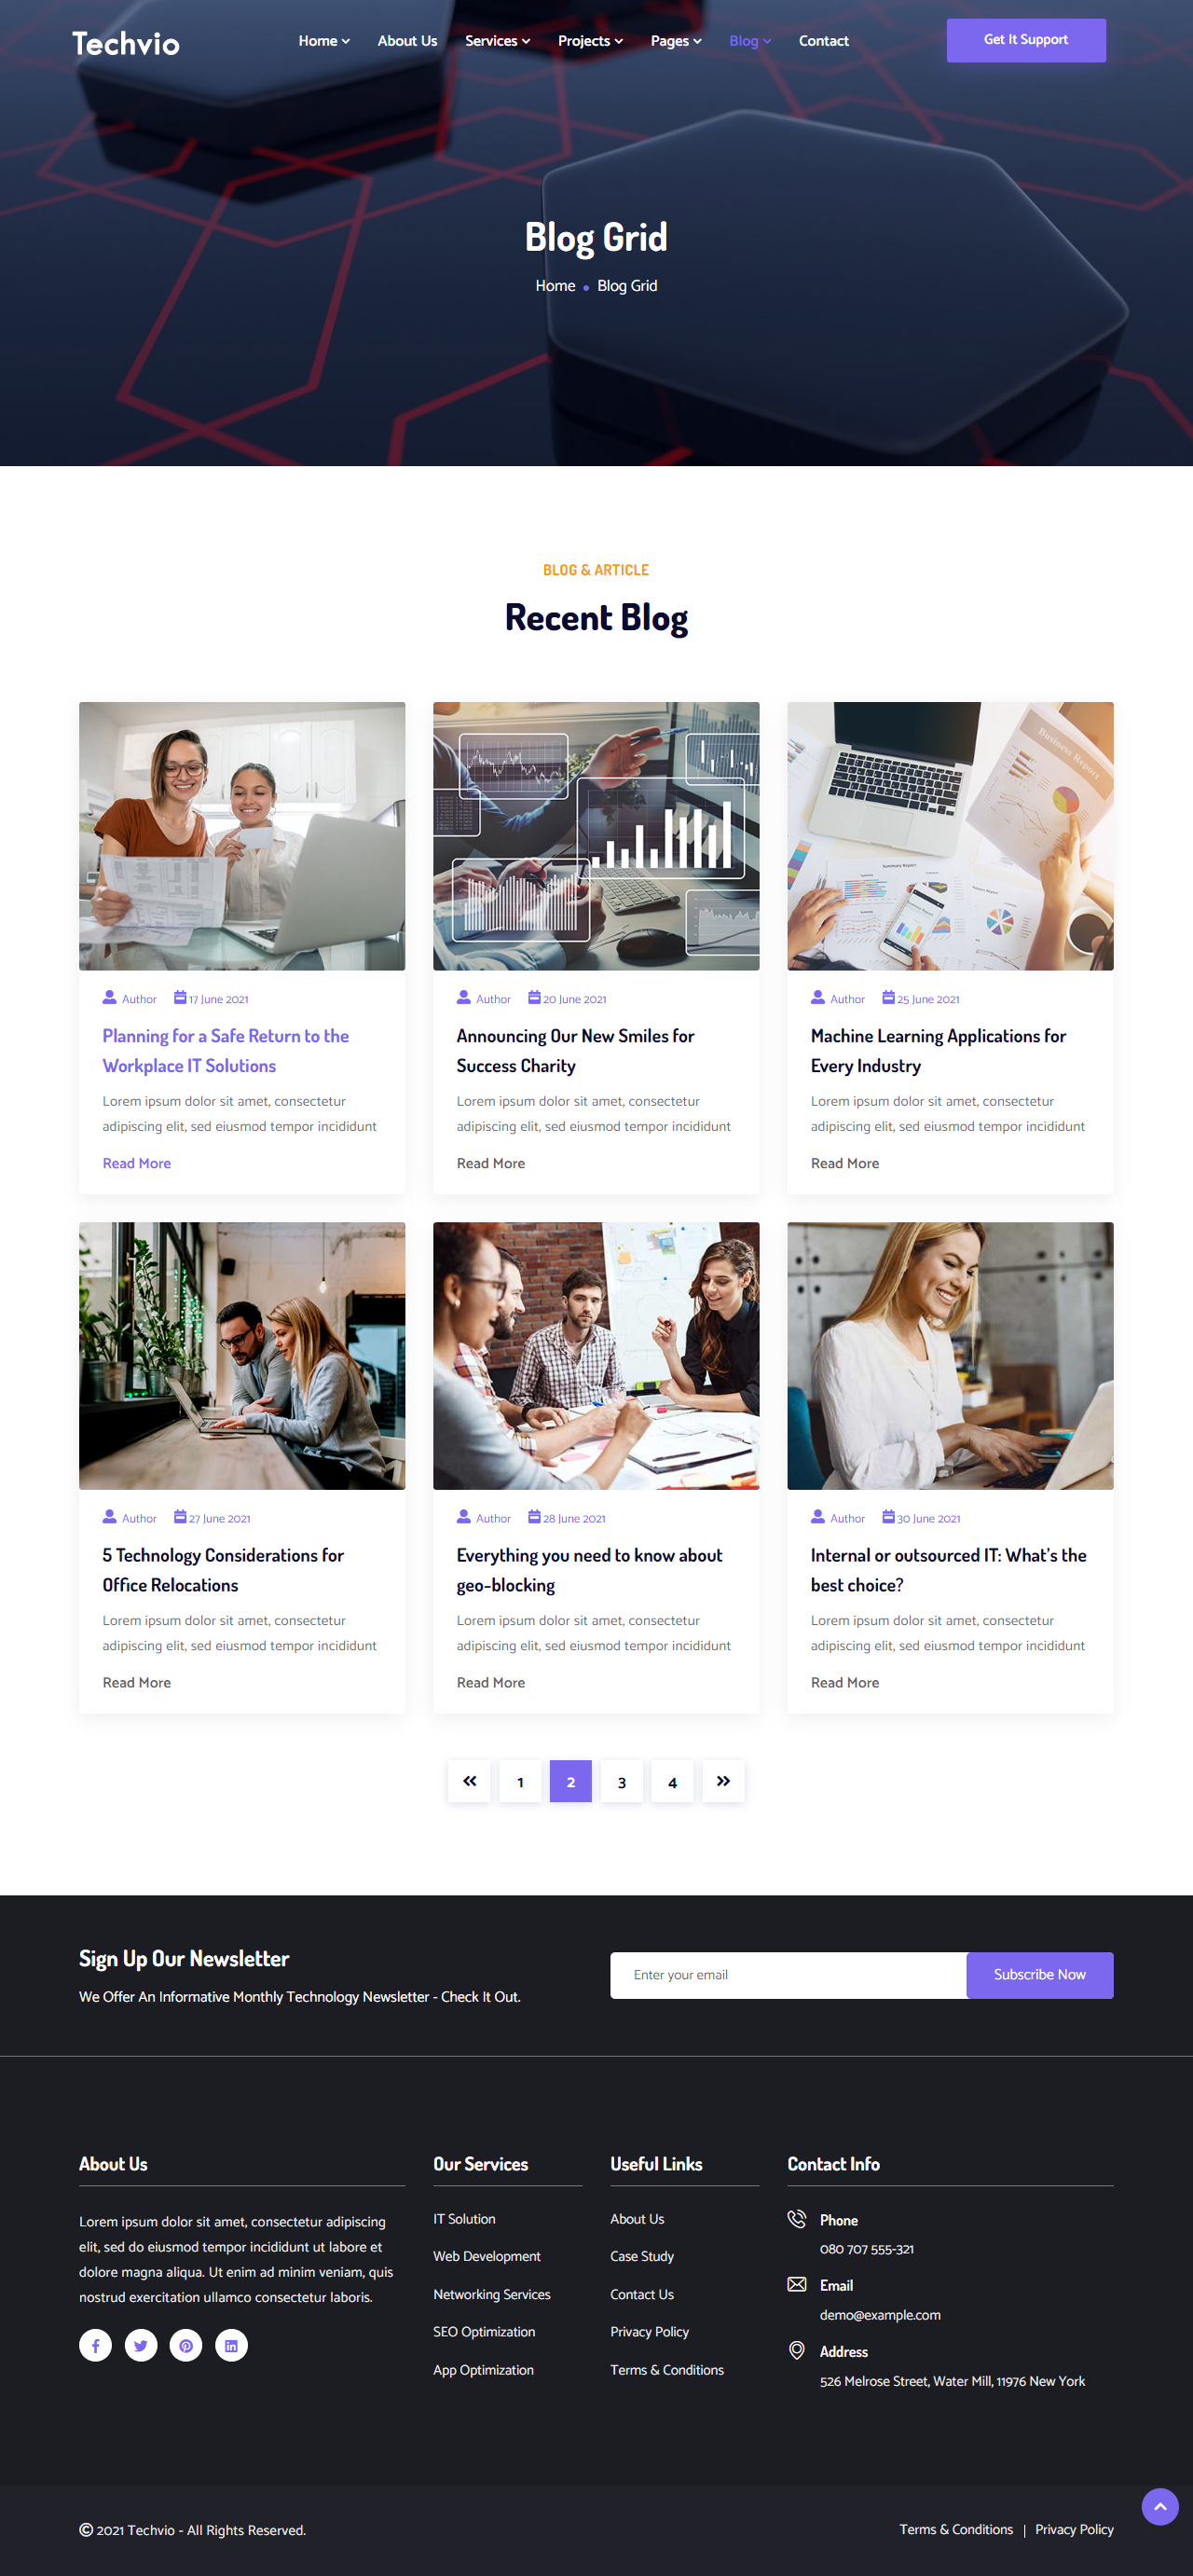 Techvio
Home
About Us
Services
Projects
Pages
Blog
Contact
Get It Support
Blog Grid
Home
Blog Grid
BLOG & ARTICLE
Recent Blog
Business Report
Author 17 June 2021
Planning for a Safe Return to the
Workplace IT Solutions
Lorem ipsum dolor sit amet, consectetur
adipiscing elit, sed eiusmod tempor incididunt
Read More
Author 20 June 2021
Announcing Our New Smiles for
Success Charity
Lorem ipsum dolor sit amet, consectetur
adipiscing elit, sed eiusmod tempor incididunt
Read More
Author 25 June 2021
Machine Learning Applications for
Every Industry
Lorem ipsum dolor sit amet, consectetur
adipiscing elit, sed eiusmod tempor incididunt
Read More
Author 27 June 2021
5 Technology Considerations for
Office Relocations
Lorem ipsum dolor sit amet, consectetur
adipiscing elit, sed eiusmod tempor incididunt
Read More
Author 28 June 2021
Everything you need to know about
geo-blocking
Lorem ipsum dolor sit amet, consectetur
adipiscing elit, sed eiusmod tempor incididunt
Read More
Author 30 June 2021
Internal or outsourced IT: What's the
best choice?
Lorem ipsum dolor sit amet, consectetur
adipiscing elit, sed eiusmod tempor incididunt
Read More
1 2 3 4
Sign Up Our Newsletter
We Offer An Informative Monthly Technology Newsletter - Check It Out.
Enter your email
Subscribe Now
About Us
Lorem ipsum dolor sit amet, consectetur adipiscing
elit, sed do eiusmod tempor incididunt ut labore et
dolore magna aliqua. Ut enim ad minim veniam, quis
nostrud exercitation ullamco consectetur laboris.
Our Services
IT Solution
Web Development
Networking Services
SEO Optimization
App Optimization
Useful Links
About Us
Case Study
Contact Us
Privacy Policy
Terms & Conditions
Contact Info
Phone
080 707 555-321
Email
demo@example.com
Address
526 Melrose Street, Water Mill, 11976 New York
© 2021 Techvio - All Rights Reserved.
Terms & Conditions | Privacy Policy